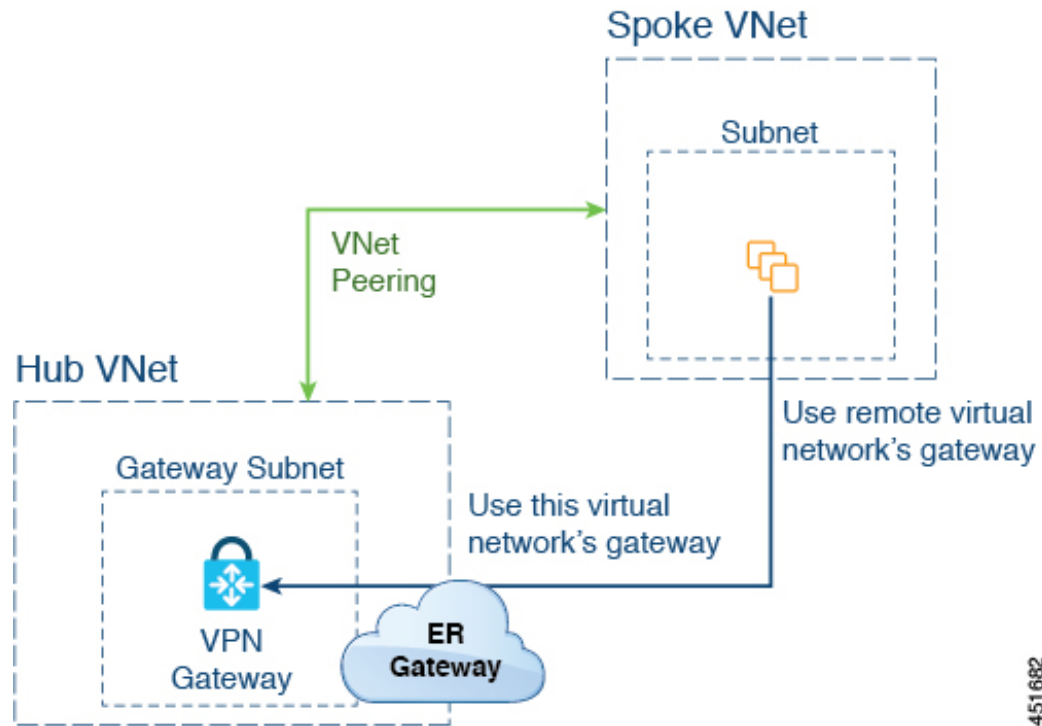 Spoke VNet
Subnet
VNet
Peering
Hub VNet
Use remote virtual
network's gateway
Gateway Subnet
Use this virtual
network's gateway
VPN
Gateway
ER
Gateway
451682